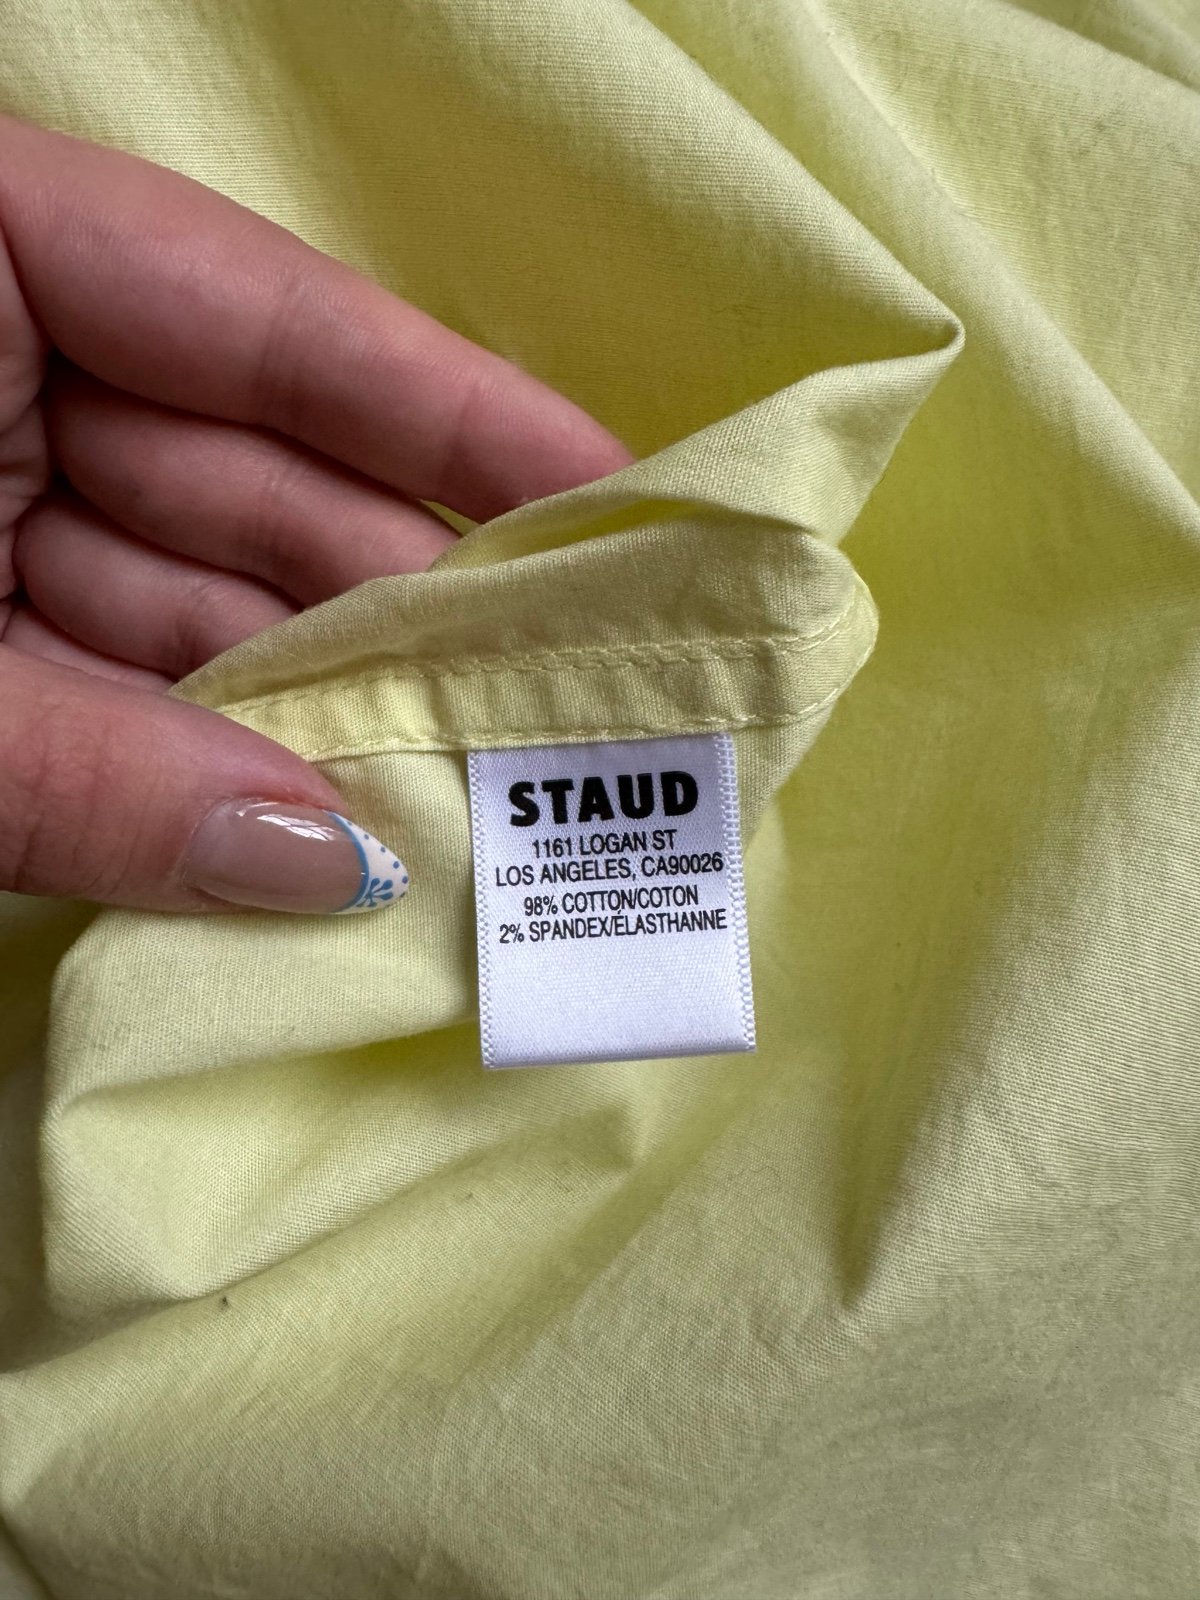 STAUD
1161 LOGAN ST
LOS ANGELES, CA90026
98% COTTON/COTON
2% SPANDEX/ÉLASTHANNE